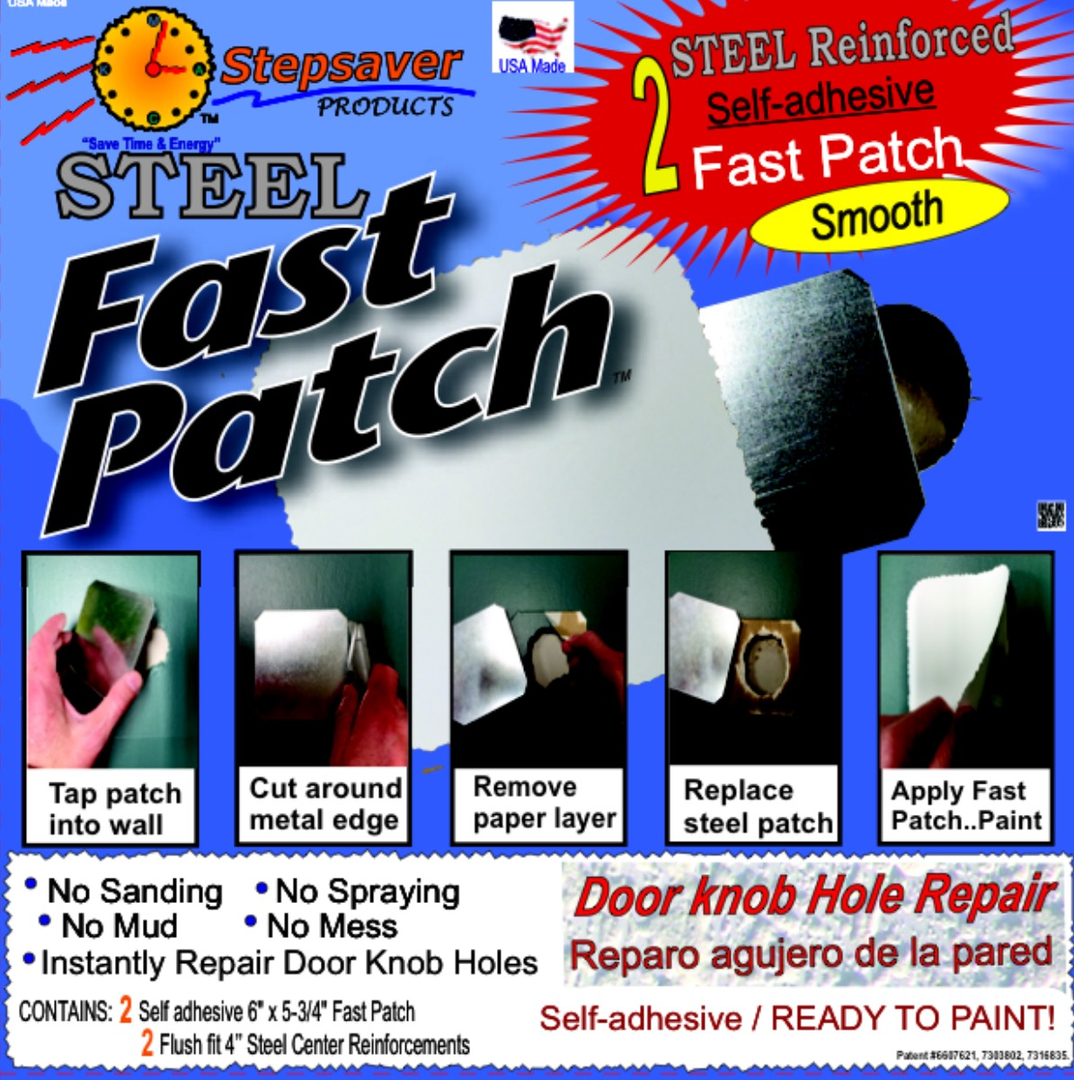 USA Made
Stepsaver
PRODUCTS
TM
"Save Time & Energy"
USA Made
2
STEEL Reinforced
Self-adhesive
Fast Patch
Smooth
STEEL
Fast
Patch
TM
Tap patch
into wall
Cut around
metal edge
Remove
paper layer
Replace
steel patch
Apply Fast
Patch..Paint
• No Sanding • No Spraying
• No Mud • No Mess
• Instantly Repair Door Knob Holes
Door knob Hole Repair
Reparo agujero de la pared
CONTAINS: 2 Self adhesive 6" x 5-3/4" Fast Patch
2 Flush fit 4" Steel Center Reinforcements
Self-adhesive / READY TO PAINT!
Patent #6607621, 7303802, 7316835.